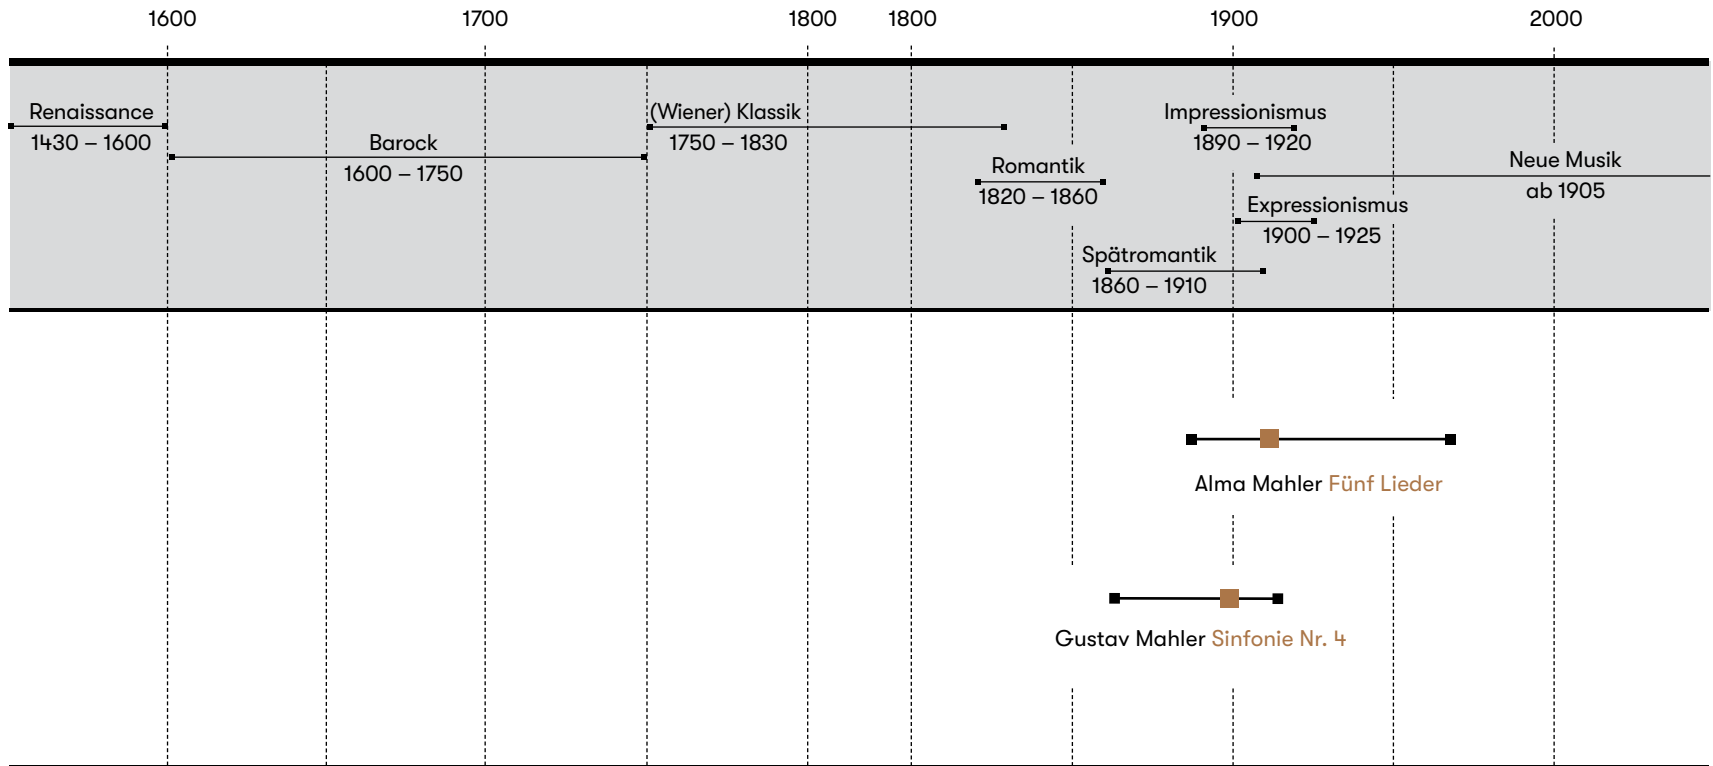 1600 1700 1800 1800 1900 2000
Renaissance
1430 – 1600
Barock
1600 – 1750
(Wiener) Klassik
1750 – 1830
Romantik
1820 – 1860
Spätromantik
1860 – 1910
Impressionismus
1890 – 1920
Expressionismus
1900 – 1925
Neue Musik
ab 1905
Alma Mahler Fünf Lieder
Gustav Mahler Sinfonie Nr. 4